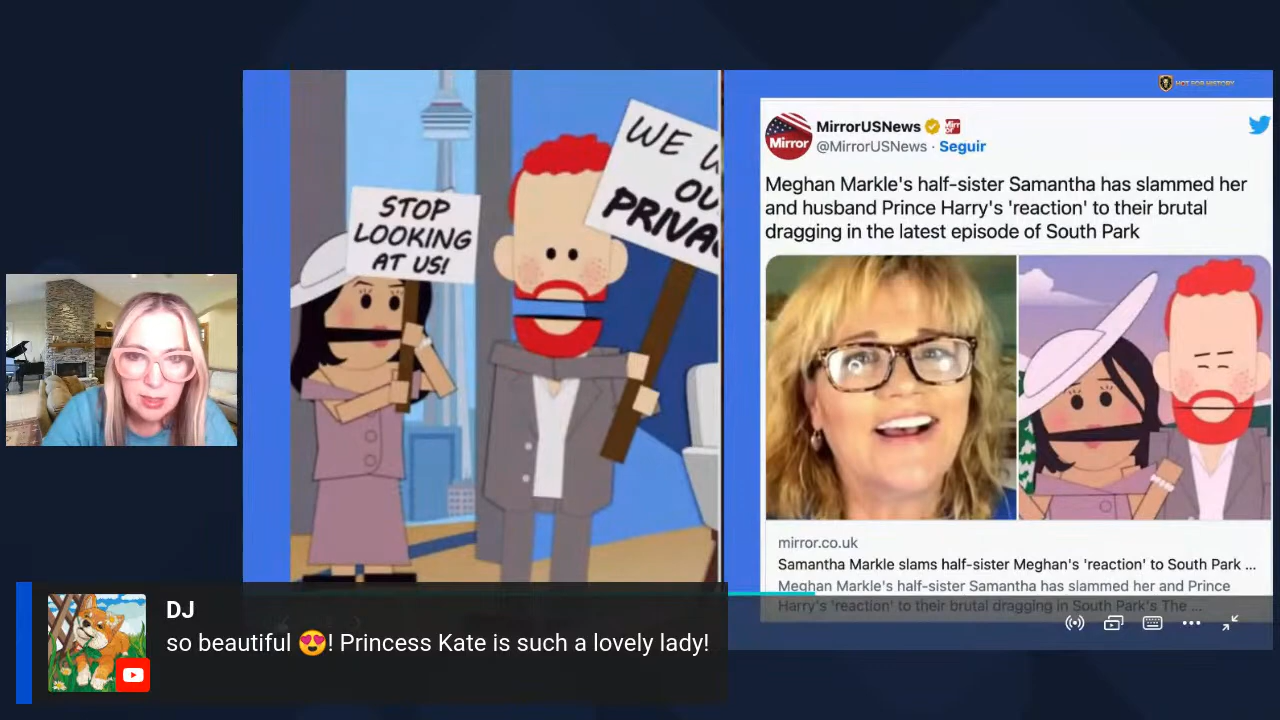 HOT FOR HISTORY
STOP
LOOKING
AT US!
WE W
OU
PRIVA
Mirror
MirrorUSNews
@MirrorUSNews · Seguir
Meghan Markle's half-sister Samantha has slammed her
and husband Prince Harry's 'reaction' to their brutal
dragging in the latest episode of South Park
mirror.co.uk
Samantha Markle slams half-sister Meghan's 'reaction' to South Park ...
Meghan Markle's half-sister Samantha has slammed her and Prince
Harry's 'reaction' to their brutal dragging in South Park's The ...
DJ
so beautiful 😍! Princess Kate is such a lovely lady!